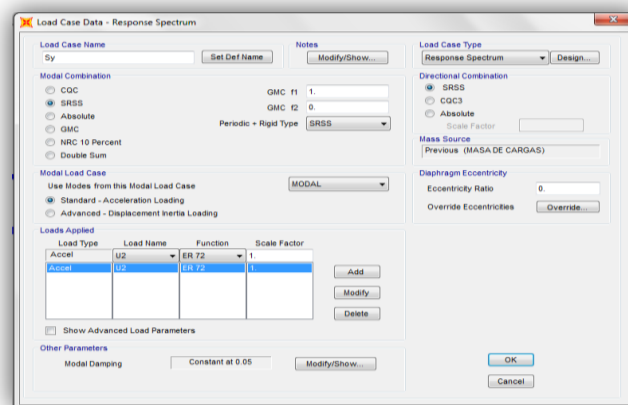 Load Case Data - Response Spectrum
Load Case Name
Sy
Set Def Name
Notes
Modify/Show...
Load Case Type
Response Spectrum
Design...
Modal Combination
CQC
SRSS
Absolute
GMC
NRC 10 Percent
Double Sum
GMC f1 1.
GMC f2 0.
Periodic + Rigid Type SRSS
Directional Combination
SRSS
CQC3
Absolute
Scale Factor
Mass Source
Previous (MASA DE CARGAS)
Modal Load Case
Use Modes from this Modal Load Case MODAL
Standard - Acceleration Loading
Advanced - Displacement Inertia Loading
Diaphragm Eccentricity
Eccentricity Ratio 0.
Override Eccentricities Override...
Loads Applied
Load Type Load Name Function Scale Factor
Accel U2 ER 72 1.
Accel U2 ER 72 1.
Add
Modify
Delete
Show Advanced Load Parameters
Other Parameters
Modal Damping Constant at 0.05 Modify/Show...
OK
Cancel